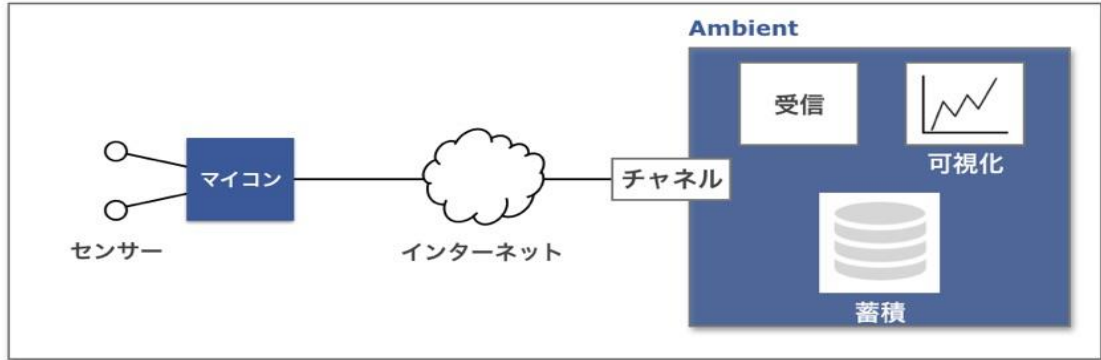 Ambient
受信
可視化
マイコン
チャネル
センサー
インターネット
蓄積